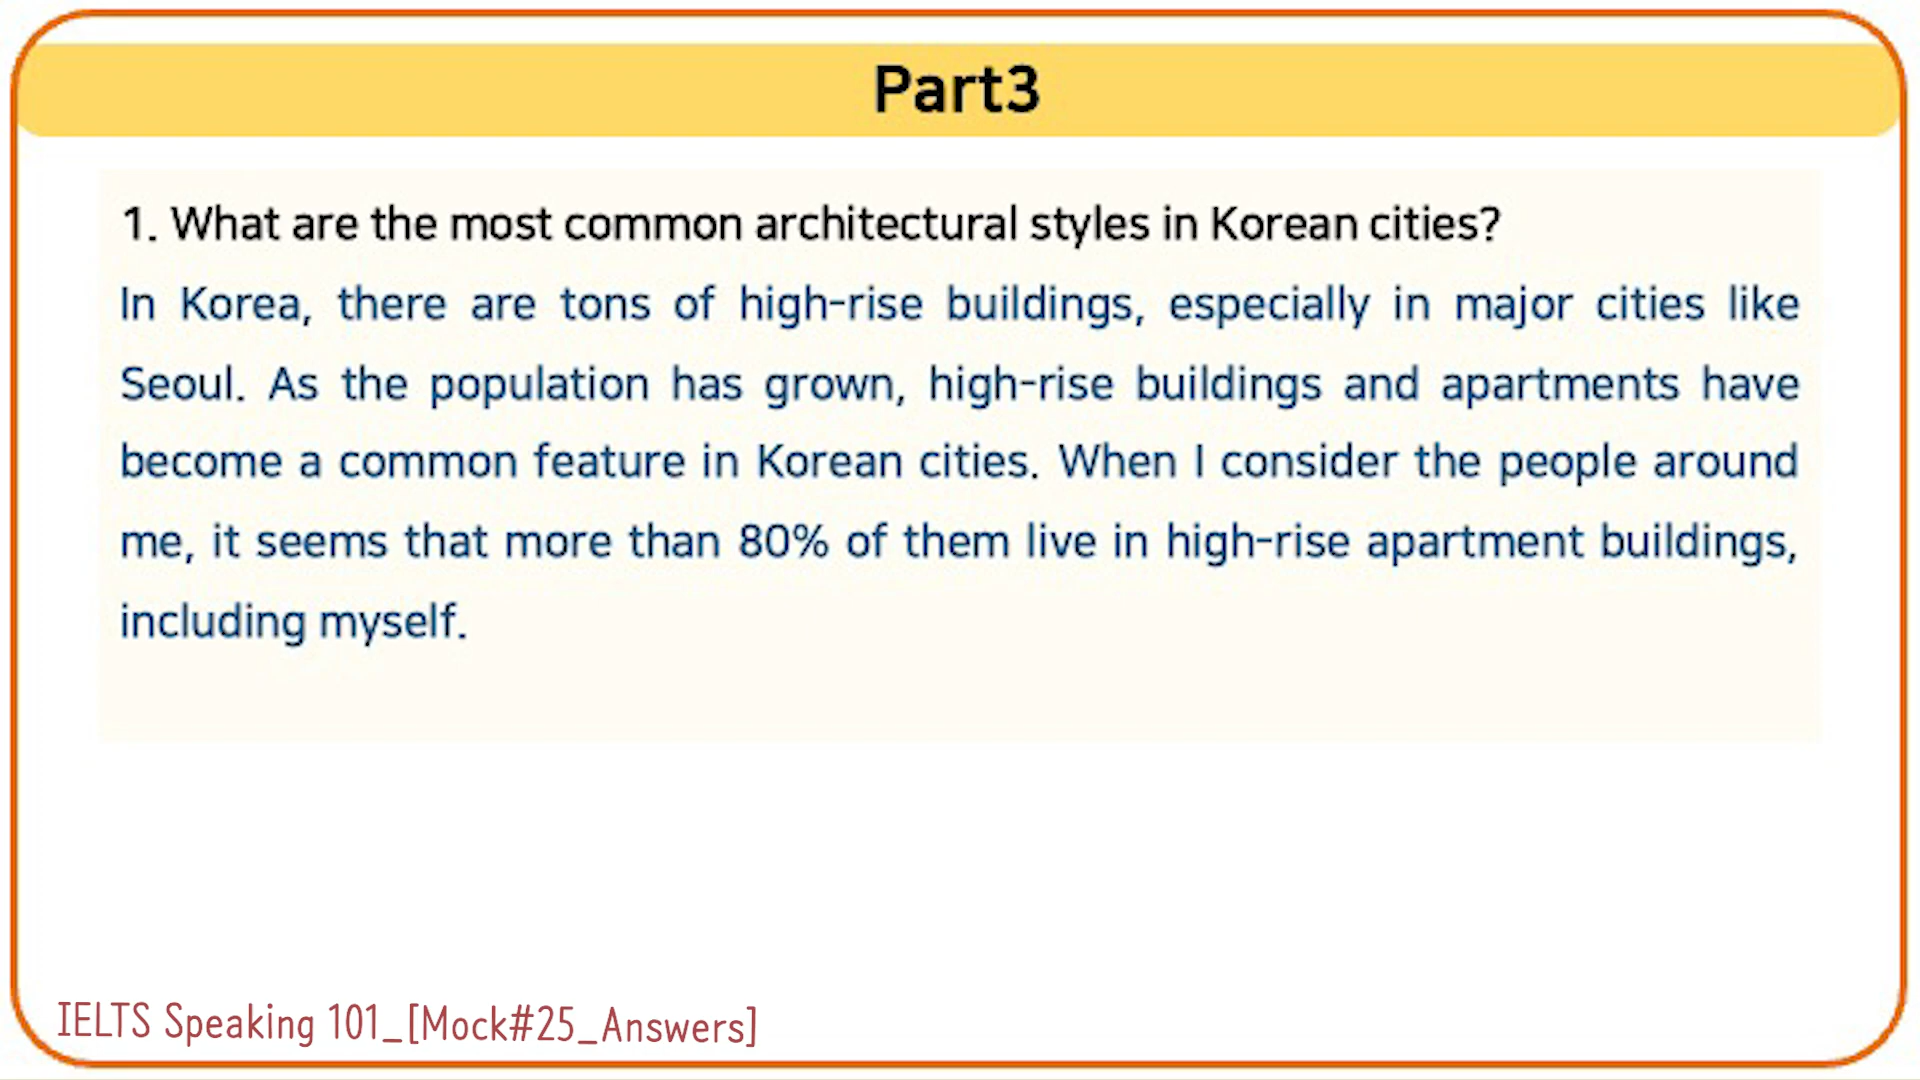 Part3
1. What are the most common architectural styles in Korean cities?
In Korea, there are tons of high-rise buildings, especially in major cities like
Seoul. As the population has grown, high-rise buildings and apartments have
become a common feature in Korean cities. When I consider the people around
me, it seems that more than 80% of them live in high-rise apartment buildings,
including myself.
IELTS Speaking 101_[Mock#25_Answers]